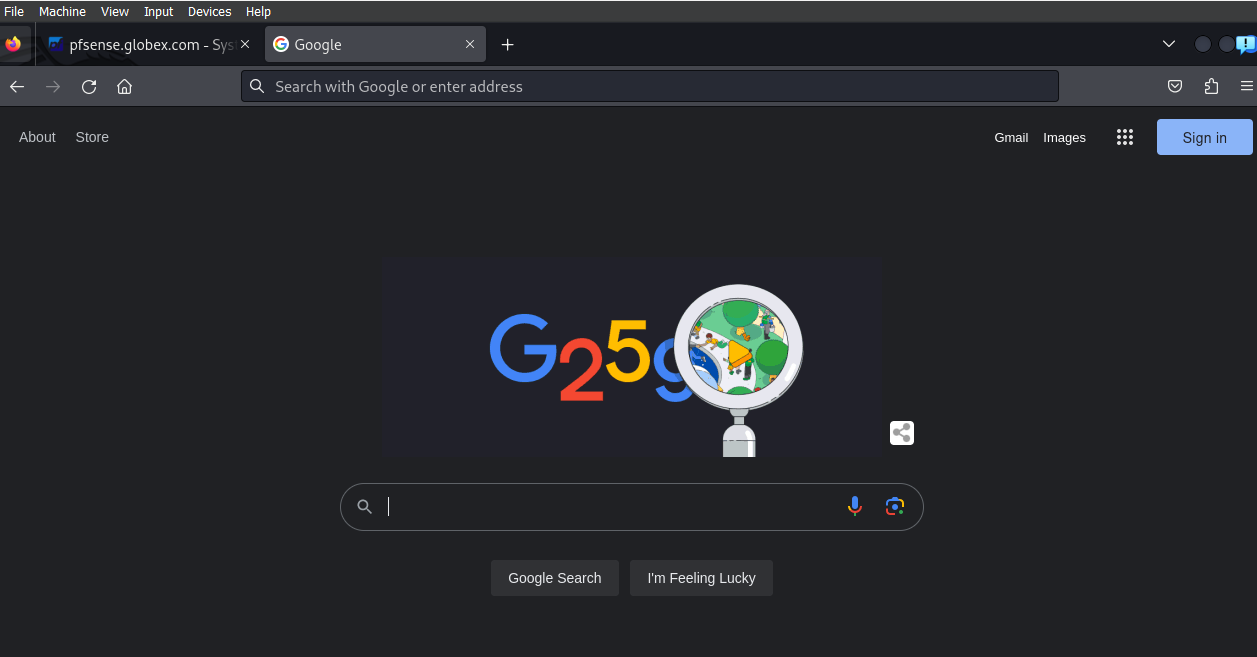 File Machine View Input Devices Help
pfsense.globex.com - Sys Google
Search with Google or enter address
About Store Gmail Images Sign in
G25g
Google Search I'm Feeling Lucky